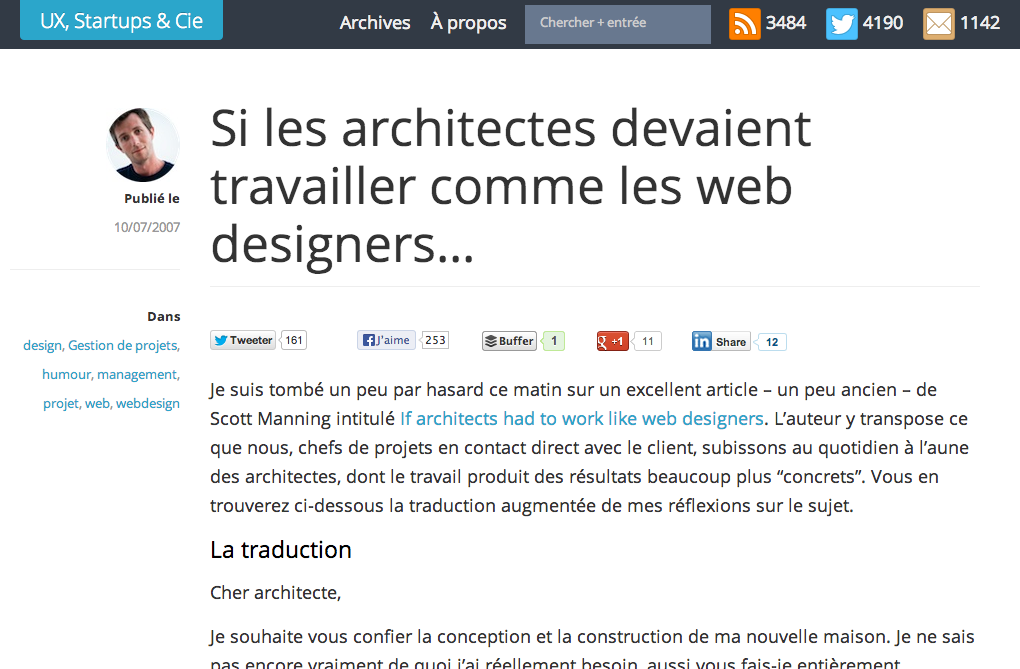 UX, Startups & Cie
Archives À propos Chercher + entrée 3484 4190 1142
Si les architectes devaient
travailler comme les web
designers...
Publié le
10/07/2007
Dans
design, Gestion de projets,
humour, management,
projet, web, webdesign
Tweeter 161 J'aime 253 Buffer 1 g +1 11 in Share 12
Je suis tombé un peu par hasard ce matin sur un excellent article – un peu ancien – de
Scott Manning intitulé If architects had to work like web designers. L’auteur y transpose ce
que nous, chefs de projets en contact direct avec le client, subissons au quotidien à l’aune
des architectes, dont le travail produit des résultats beaucoup plus “concrets”. Vous en
trouverez ci-dessous la traduction augmentée de mes réflexions sur le sujet.
La traduction
Cher architecte,
Je souhaite vous confier la conception et la construction de ma nouvelle maison. Je ne sais
pas encore vraiment de quoi j’ai réellement besoin, aussi vous fais-je entièrement